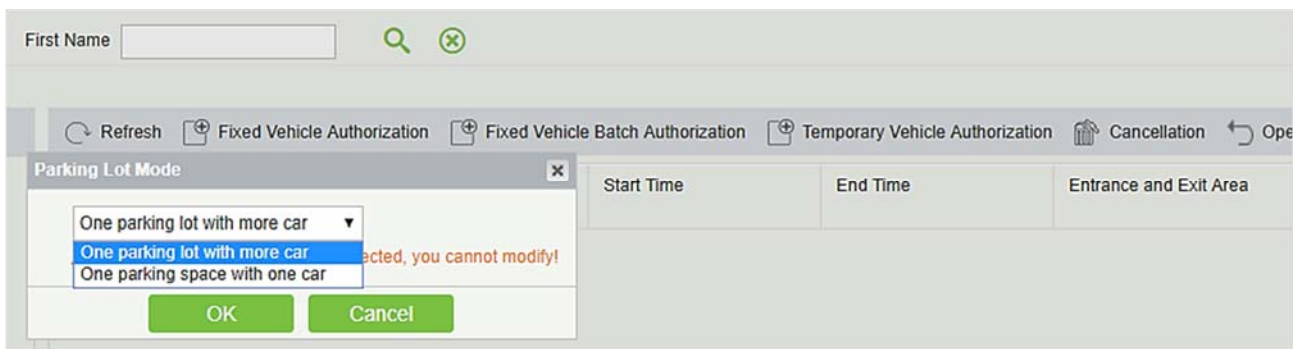 First Name
Refresh Fixed Vehicle Authorization Fixed Vehicle Batch Authorization Temporary Vehicle Authorization Cancellation
Parking Lot Mode
Start Time End Time Entrance and Exit Area
One parking lot with more car
One parking lot with more car
you cannot modify!
One parking space with one car
OK Cancel